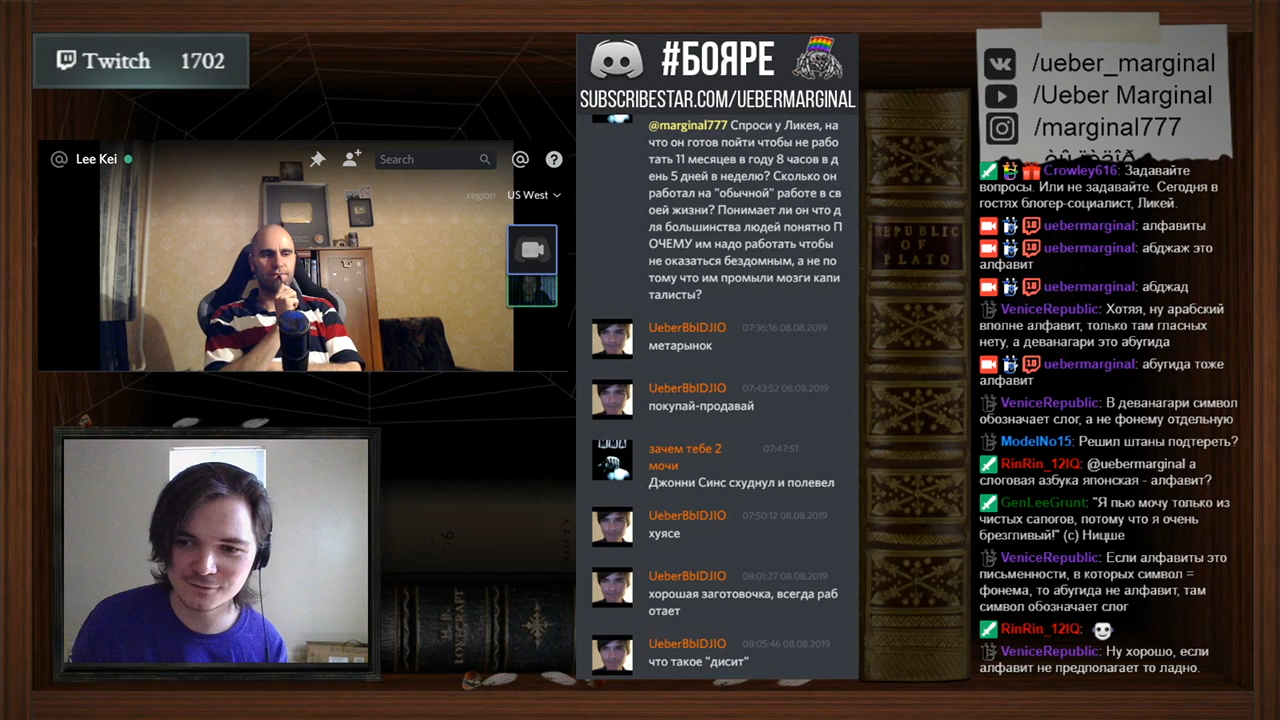 Twitch 1702
@ Lee Kei
Search
region US West
#БОЯРЕ
SUBSCRIBESTAR.COM/UEBERMARGINAL
@marginal777 Спроси у Ликея, на
что он готов пойти чтобы не рабо
тать 11 месяцев в году 8 часов в д
ень 5 дней в неделю? Сколько он
работал на "обычной" работе в св
оей жизни? Понимает ли он что д
ля большинства людей понятно П
ОЧЕМУ им надо работать чтобы
не оказаться бездомным, а не по
тому что им промыли мозги капи
талисты?
UeberBbIDJIO 07:36:16 08.08.2019
метарынок
UeberBbIDJIO 07:43:52 08.08.2019
покупай-продавай
зачем тебе 2 07:47:51
мочи
Джонни Синс схуднул и полевел
UeberBbIDJIO 07:50:12 08.08.2019
хуясе
UeberBbIDJIO 08:01:27 08.08.2019
хорошая заготовочка, всегда раб
отает
UeberBbIDJIO 08:05:46 08.08.2019
что такое "дисит"
REPUBLIC
OF
PLATO
H.P.
LOVECRAFT
/ueber_marginal
/Ueber Marginal
/marginal777
Crowley616: Задавайте
вопросы. Или не задавайте. Сегодня в
гостях блогер-социалист, Ликей.
uebermarginal: алфавиты
uebermarginal: абджаж это
алфавит
uebermarginal: абджад
VeniceRepublic: Хотя, ну арабский
вполне алфавит, только там гласных
нету, а деванагари это абугида
uebermarginal: абугида тоже
алфавит
VeniceRepublic: В деванагари символ
обозначает слог, а не фонему отдельную
ModelNo15: Решил штаны подтереть?
RinRin_12IQ: @uebermarginal а
слоговая азбука японская - алфавит?
GenLeeGrunt: "Я пью мочу только из
чистых сапогов, потому что я очень
брезгливый!" (с) Ницше
VeniceRepublic: Если алфавиты это
письменности, в которых символ =
фонема, то абугида не алфавит, там
символ обозначает слог
RinRin_12IQ:
VeniceRepublic: Ну хорошо, если
алфавит не предполагает то ладно.